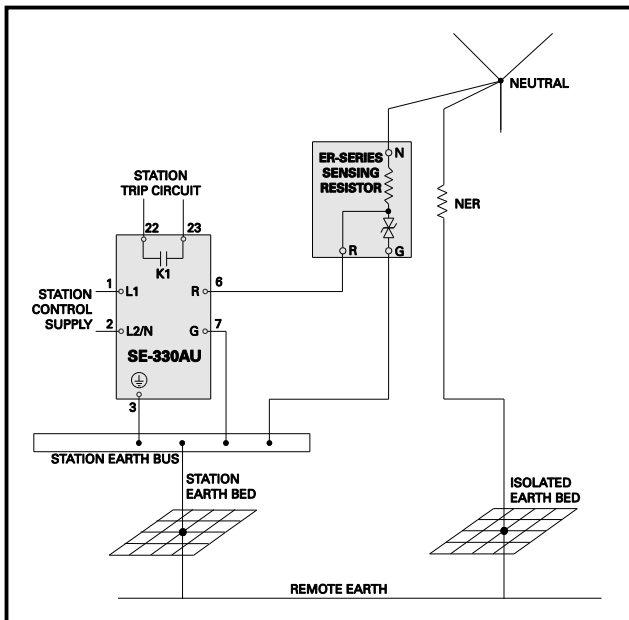 NEUTRAL
ER-SERIES
SENSING
RESISTOR
N
NER
STATION
TRIP CIRCUIT
22 23
K1
R G
1 L1 R 6
STATION
CONTROL
SUPPLY
2 L2/N G 7
SE-330AU
3
STATION EARTH BUS
STATION
EARTH BED
ISOLATED
EARTH BED
REMOTE EARTH